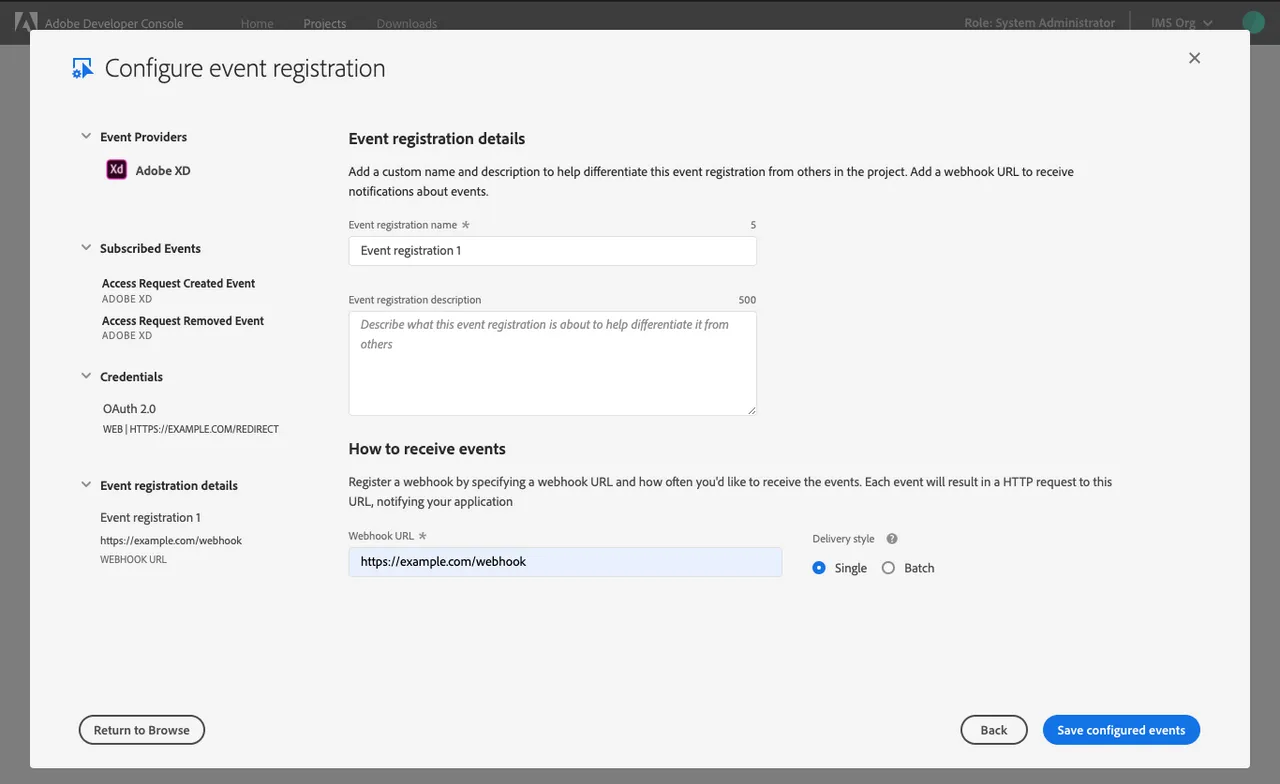 Adobe Developer Console
Home
Projects
Downloads
Role: System Administrator
IMS Org
Configure event registration
Event Providers
Xd
Adobe XD
Subscribed Events
Access Request Created Event
ADOBE XD
Access Request Removed Event
ADOBE XD
Credentials
OAuth 2.0
WEB | HTTPS://EXAMPLE.COM/REDIRECT
Event registration details
Event registration 1
https://example.com/webhook
WEBHOOK URL
Event registration details
Add a custom name and description to help differentiate this event registration from others in the project. Add a webhook URL to receive
notifications about events.
Event registration name *
5
Event registration 1
Event registration description
500
Describe what this event registration is about to help differentiate it from
others
How to receive events
Register a webhook by specifying a webhook URL and how often you'd like to receive the events. Each event will result in a HTTP request to this
URL, notifying your application
Webhook URL *
https://example.com/webhook
Delivery style ?
Single
Batch
Return to Browse
Back
Save configured events